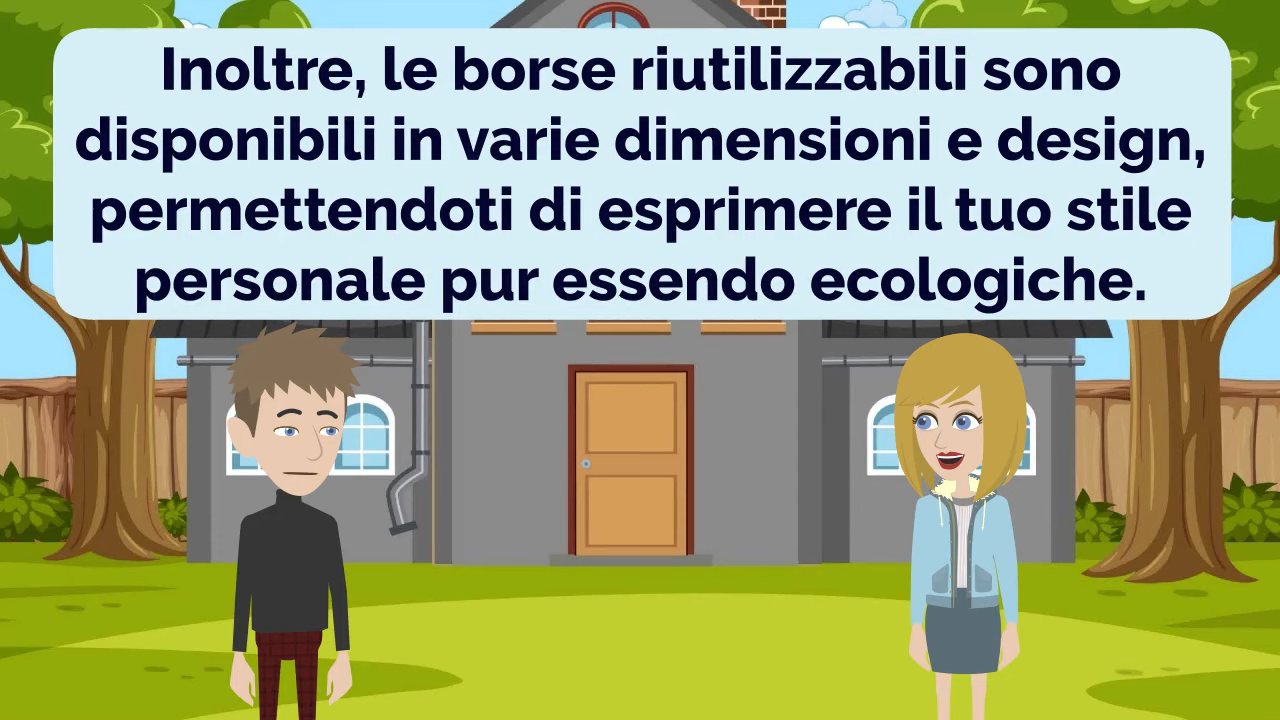 Inoltre, le borse riutilizzabili sono
disponibili in varie dimensioni e design,
permettendoti di esprimere il tuo stile
personale pur essendo ecologiche.